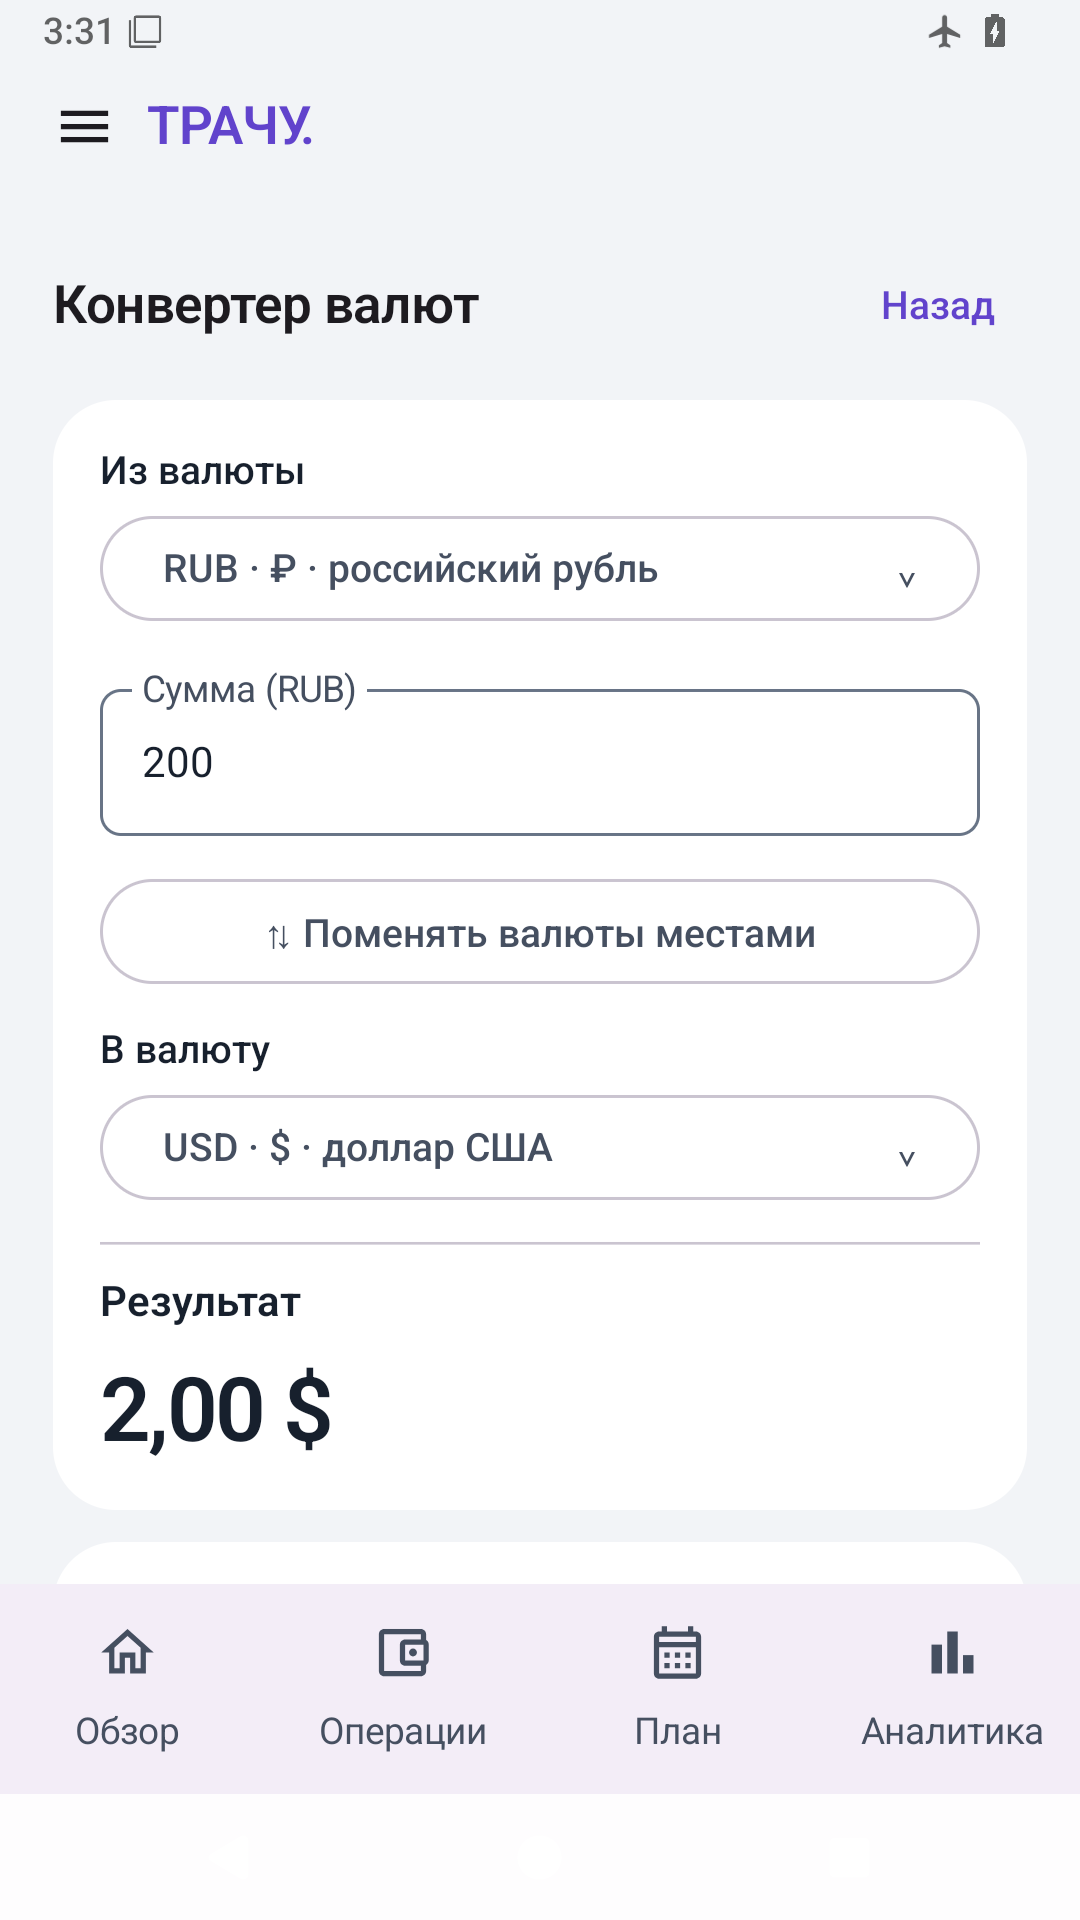 3:31
ТРАЧУ.
Конвертер валют
Назад
Из валюты
RUB · ₽ · российский рубль
Сумма (RUB)
200
⇅ Поменять валюты местами
В валюту
USD · $ · доллар США
Результат
2,00 $
Обзор
Операции
План
Аналитика